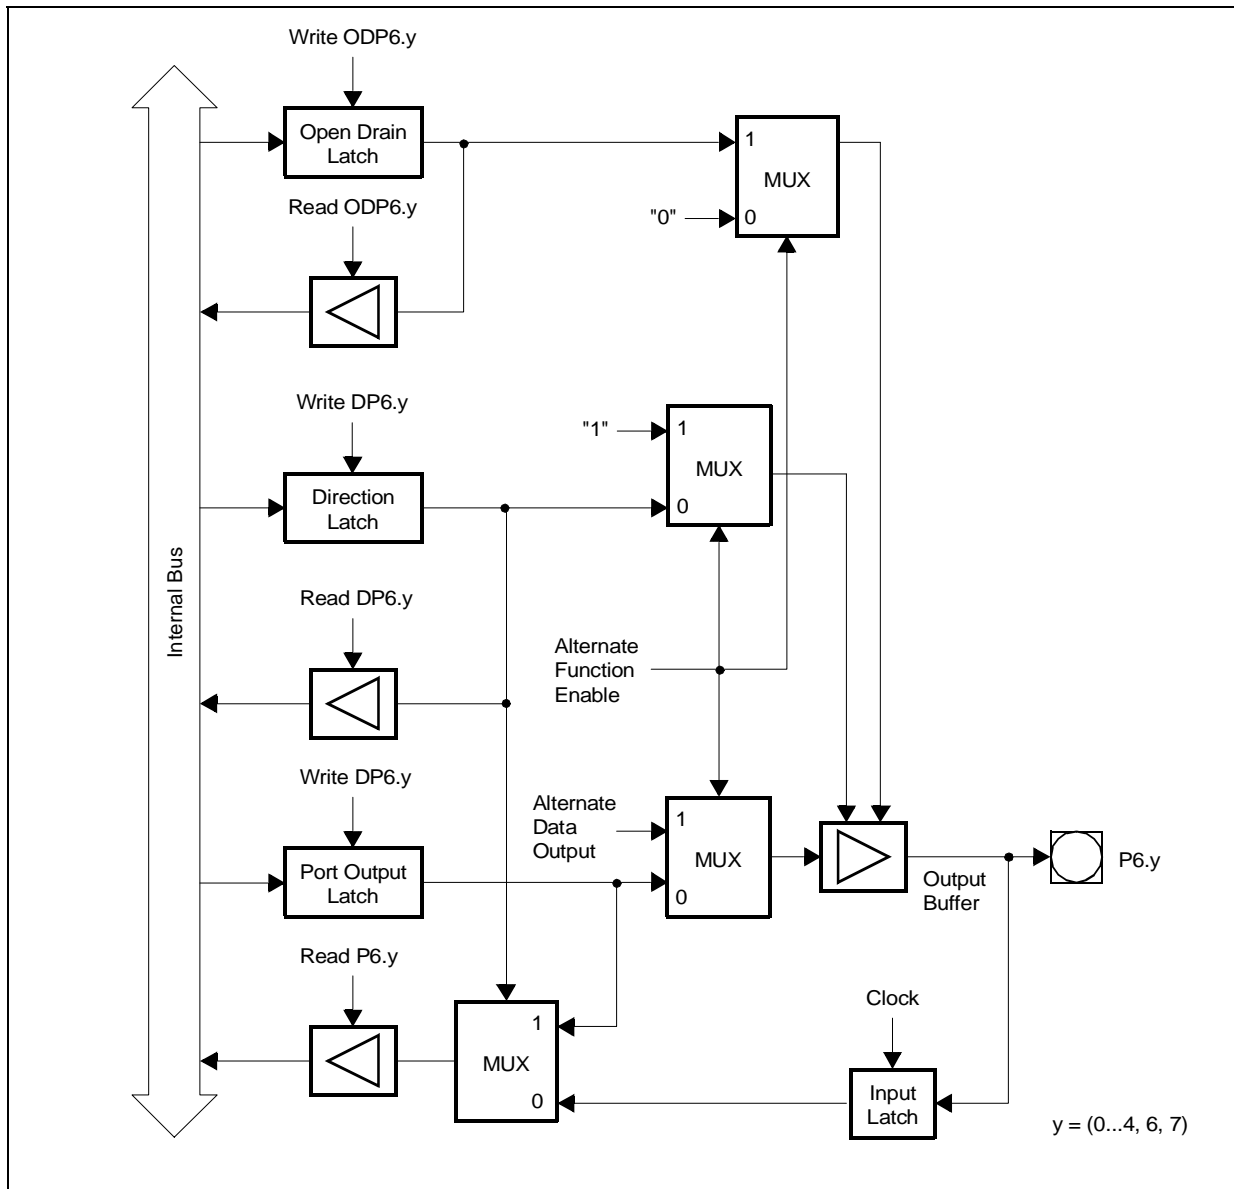 Write ODP6.y
Open Drain
Latch
1
MUX
"0"
0
Read ODP6.y
Write DP6.y
"1"
1
MUX
0
Direction
Latch
Internal Bus
Read DP6.y
Alternate
Function
Enable
Write DP6.y
Alternate
Data
Output
1
MUX
0
Port Output
Latch
Output
Buffer
P6.y
Read P6.y
1
MUX
0
Clock
Input
Latch
y = (0...4, 6, 7)